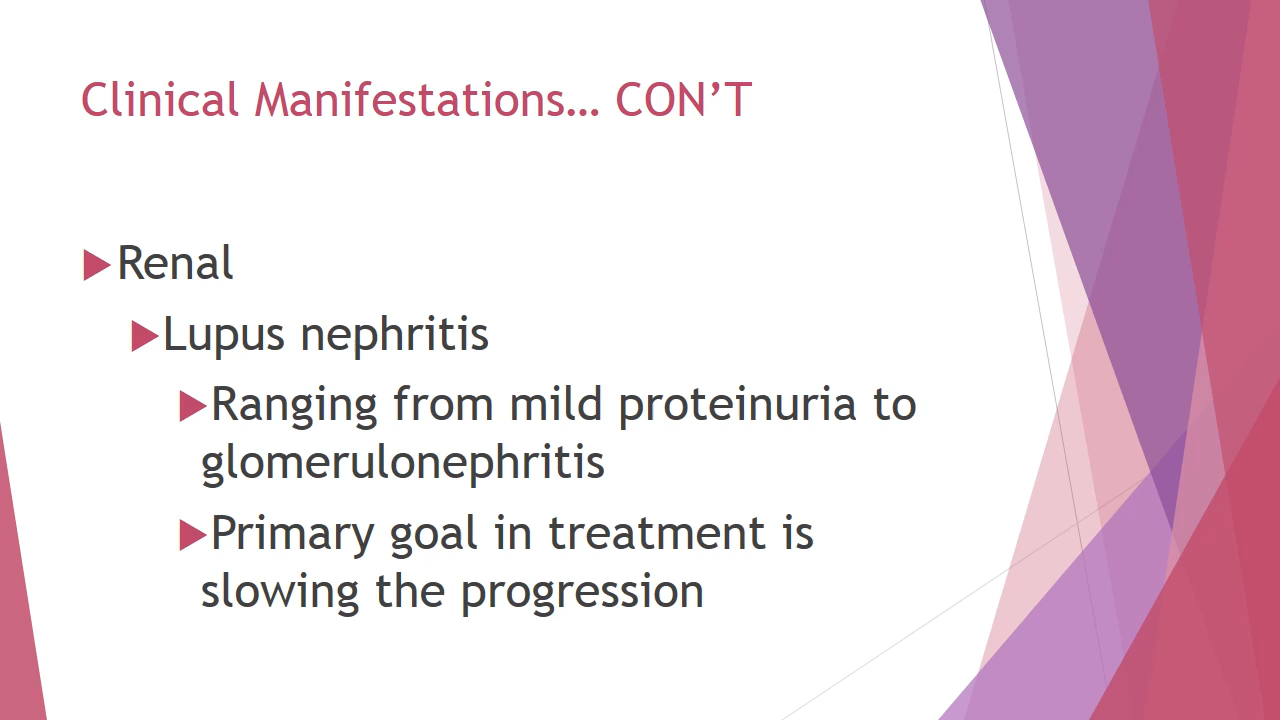 Clinical Manifestations… CON’T
Renal
Lupus nephritis
Ranging from mild proteinuria to
glomerulonephritis
Primary goal in treatment is
slowing the progression